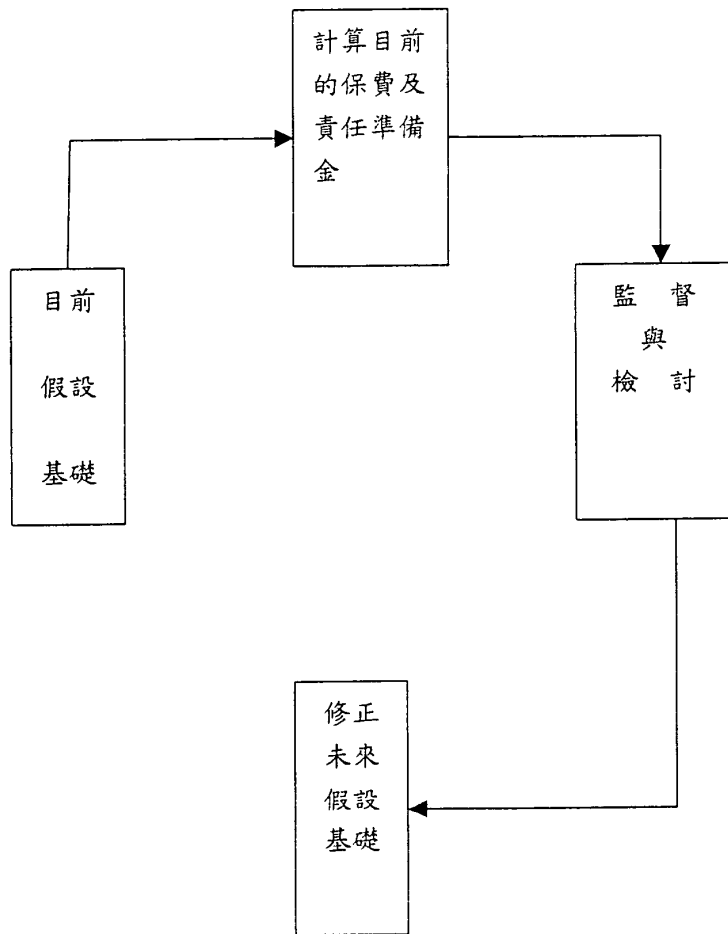 計算目前
的保費及
責任準備
金
目前
假設
基礎
監 督
與
檢 討
修正
未來
假設
基礎